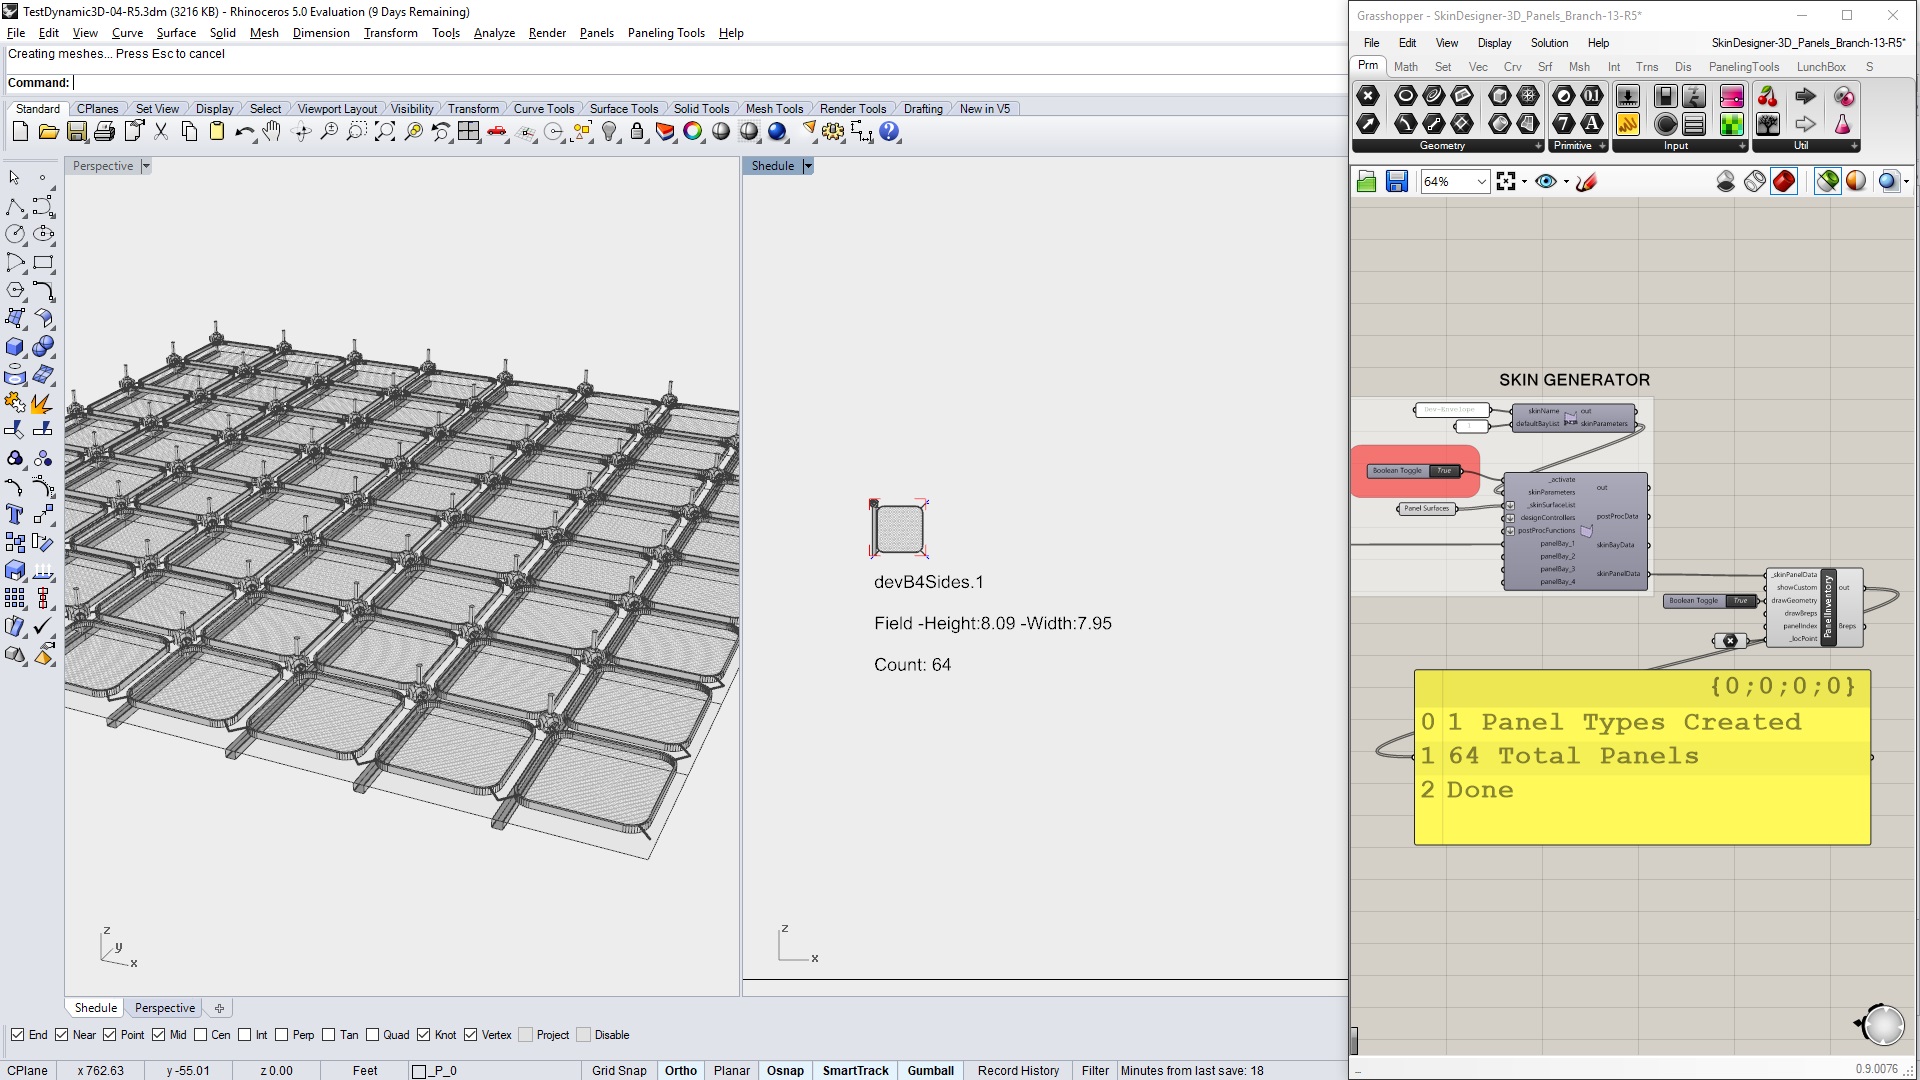 TestDynamic3D-04-R5.3dm (3216 KB) - Rhinoceros 5.0 Evaluation (9 Days Remaining)
File Edit View Curve Surface Solid Mesh Dimension Transform Tools Analyze Render Panels Paneling Tools Help
Creating meshes... Press Esc to cancel
Command:
Standard CPlanes Set View Display Select Viewport Layout Visibility Transform Curve Tools Surface Tools Solid Tools Mesh Tools Render Tools Drafting New in V5
Perspective
z
y
x
Shedule
devB4Sides.1
Field -Height:8.09 -Width:7.95
Count: 64
z
x
Shedule Perspective
End Near Point Mid Cen Int Perp Tan Quad Knot Vertex Project Disable
CPlane x 762.63 y -55.01 z 0.00 Feet _P_0 Grid Snap Ortho Planar Osnap SmartTrack Gumball Record History Filter Minutes from last save: 18
Grasshopper - SkinDesigner-3D_Panels_Branch-13-R5*
File Edit View Display Solution Help SkinDesigner-3D_Panels_Branch-13-R5*
Prm Math Set Vec Crv Srf Msh Int Trns Dis PanelingTools LunchBox S
Geometry Primitive Input Util
64%
SKIN GENERATOR
Dev-Envelope
1
skinName out
defaultBayList skinParameters
Boolean Toggle True
Panel Surfaces
_activate
skinParameters out
_skinSurfaceList
designControllers postProcData
postProcFunctions
panelBay_1 skinBayData
panelBay_2
panelBay_3 skinPanelData
panelBay_4
Boolean Toggle True
_skinPanelData
showCustom out
drawGeometry
drawBreps
panelIndex Breps
_locPoint
PanelInventory
{0;0;0;0}
0 1 Panel Types Created
1 64 Total Panels
2 Done
0.9.0076